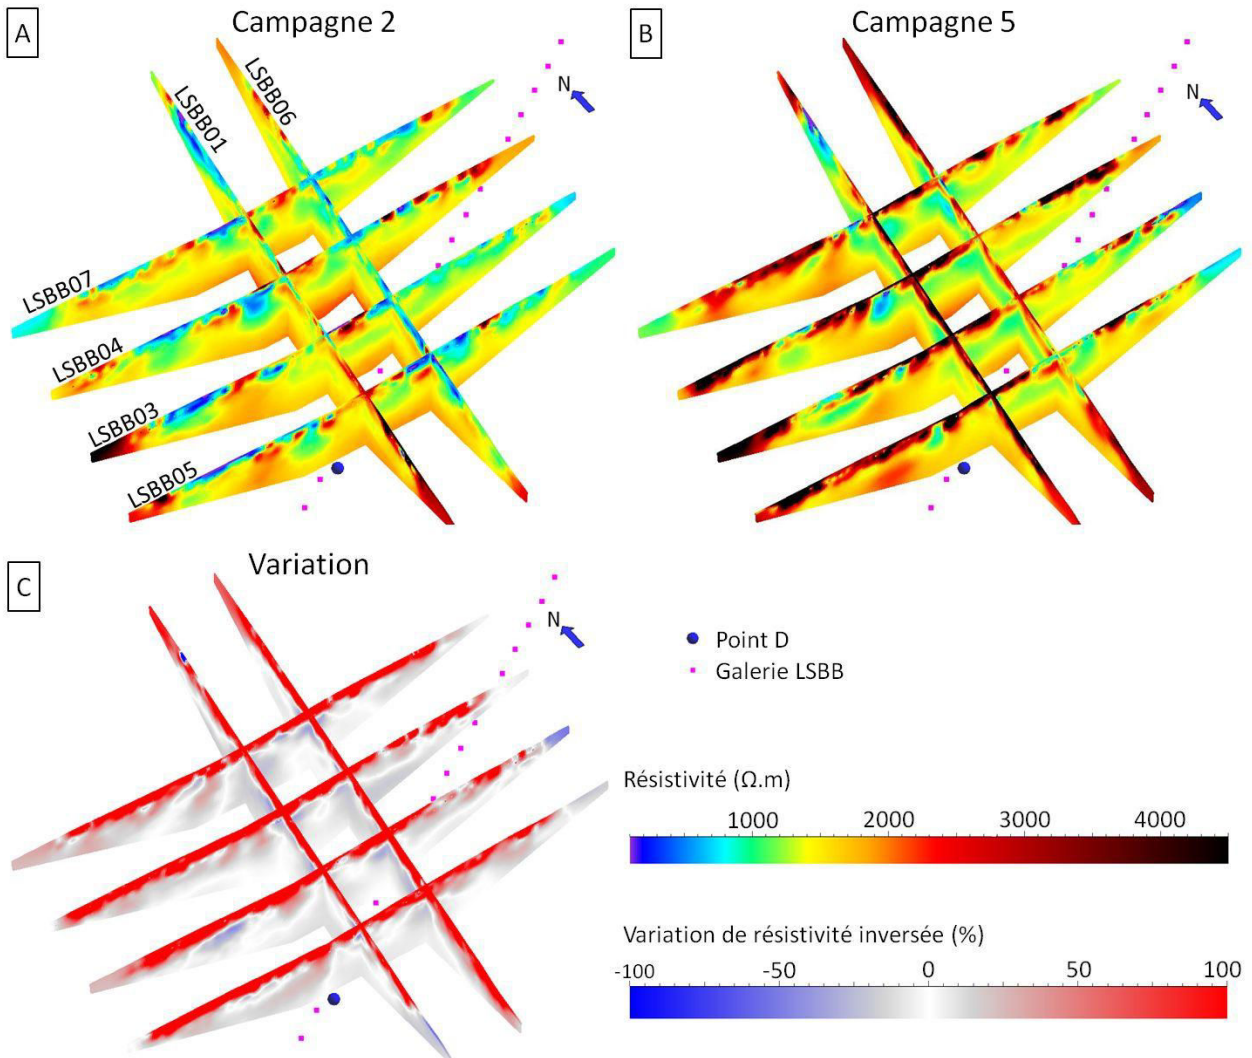 A
Campagne 2
LSBB01
LSBB06
N
LSBB07
LSBB04
LSBB03
LSBB05
B
Campagne 5
N
C
Variation
N
Point D
Galerie LSBB
Résistivité (Ω.m)
1000 2000 3000 4000
Variation de résistivité inversée (%)
-100 -50 0 50 100